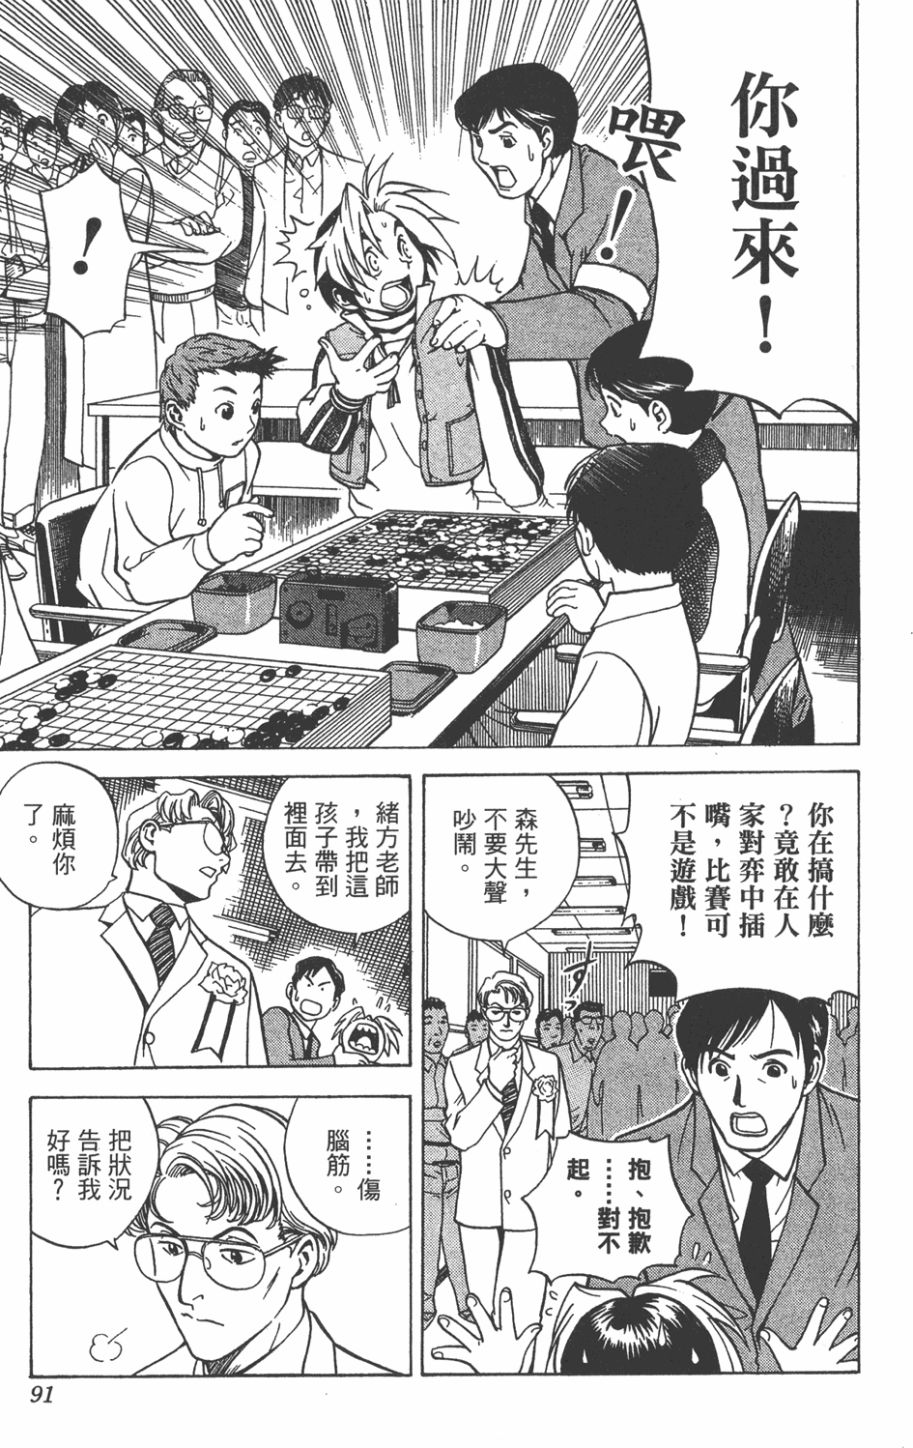 你過來！
喂！
！
你在搞什麼
？竟敢在人
家對弈中插
嘴，比賽可
不是遊戲！
森先生，
不要大聲
吵鬧。
す
抱、抱歉
……對不
起。
緒方老師
，我把這
孩子帶到
裡面去。
麻煩你
了。
……傷
腦筋。
把狀況
告訴我
好嗎？
91